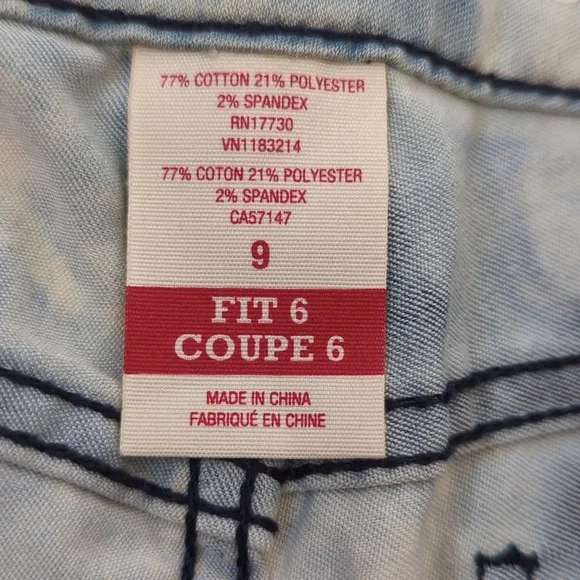 77% COTTON 21% POLYESTER
2% SPANDEX
RN17730
VN1183214
77% COTON 21% POLYESTER
2% SPANDEX
CA57147
9
FIT 6
COUPE 6
MADE IN CHINA
FABRIQUÉ EN CHINE